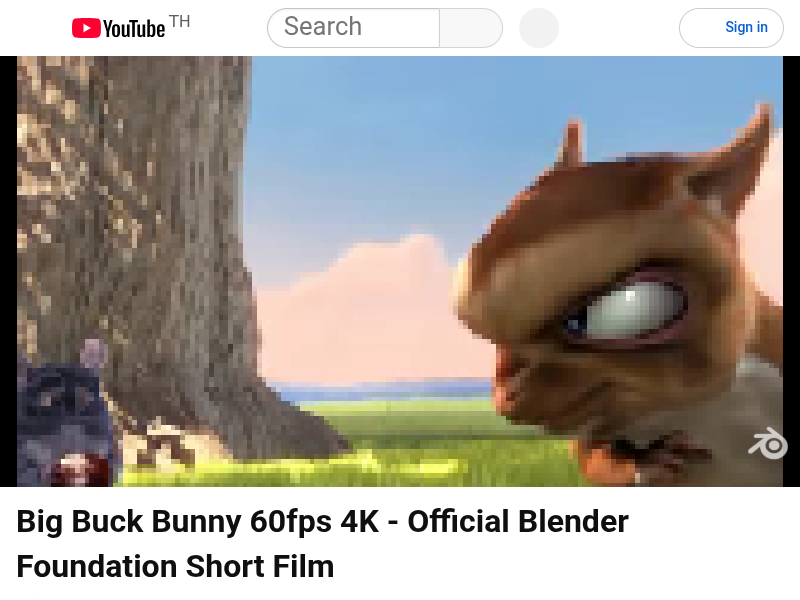 YouTube TH
Search
Sign in
Big Buck Bunny 60fps 4K - Official Blender
Foundation Short Film